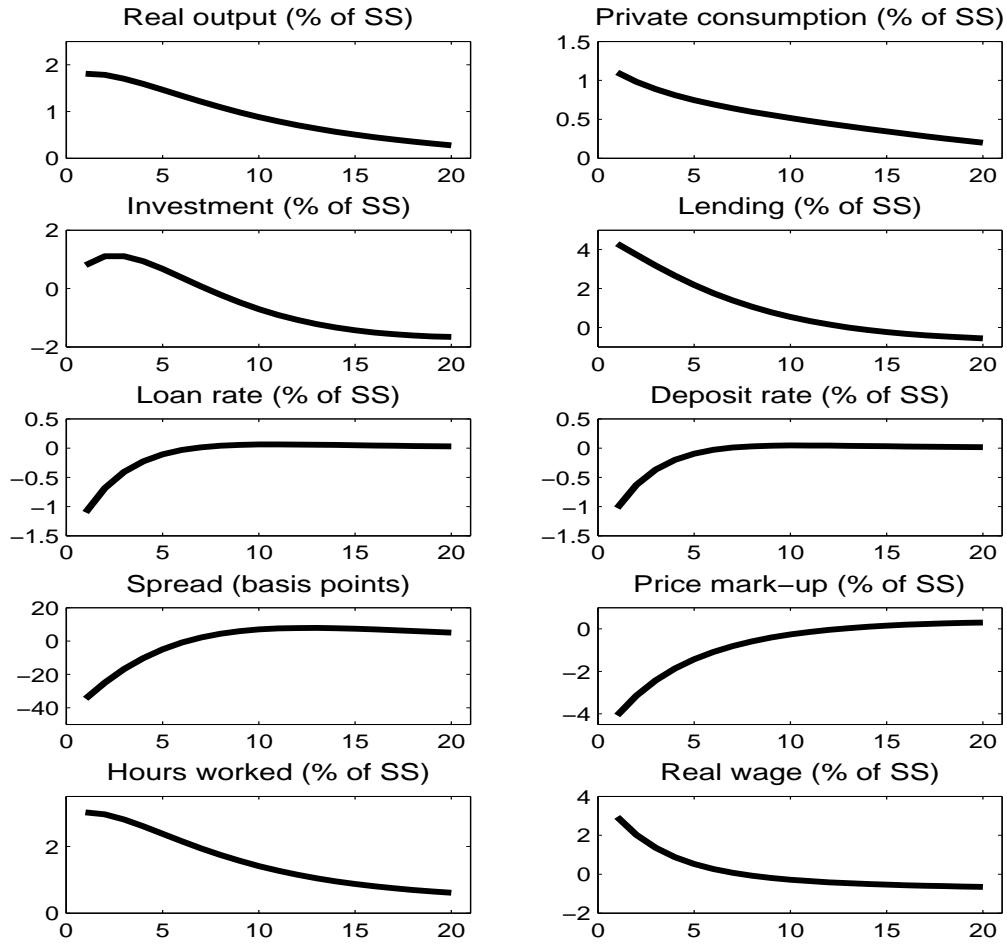 Real output (% of SS)
0
1
2
0 5 10 15 20
Private consumption (% of SS)
0
0.5
1
1.5
0 5 10 15 20
Investment (% of SS)
−2
0
2
0 5 10 15 20
Lending (% of SS)
0
2
4
0 5 10 15 20
Loan rate (% of SS)
−1.5
−1
−0.5
0
0.5
0 5 10 15 20
Deposit rate (% of SS)
−1.5
−1
−0.5
0
0.5
0 5 10 15 20
Spread (basis points)
−40
−20
0
20
0 5 10 15 20
Price mark−up (% of SS)
−4
−2
0
0 5 10 15 20
Hours worked (% of SS)
0
2
0 5 10 15 20
Real wage (% of SS)
−2
0
2
4
0 5 10 15 20